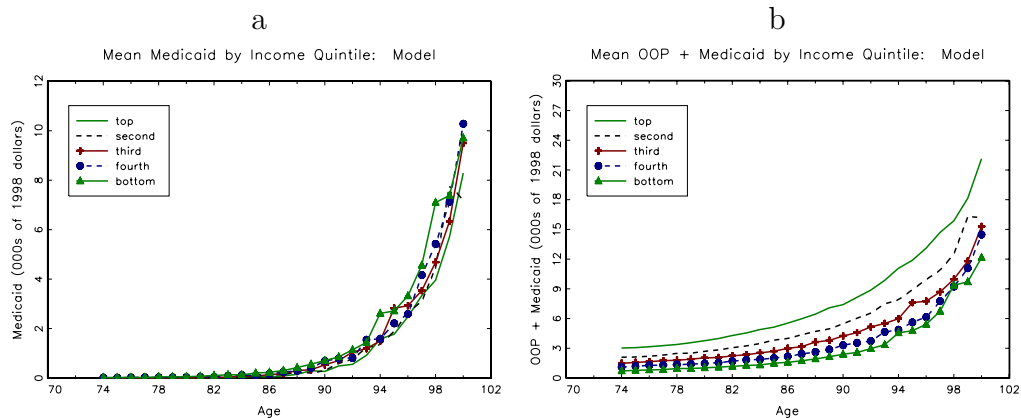 a
Mean Medicaid by Income Quintile: Model
Medicaid (000s of 1998 dollars)
12
10
8
6
4
2
0
top
second
third
fourth
bottom
70 74 78 82 86 90 94 98 102
Age
b
Mean OOP + Medicaid by Income Quintile: Model
OOP + Medicaid (000s of 1998 dollars)
30
27
24
21
18
15
12
9
6
3
0
top
second
third
fourth
bottom
70 74 78 82 86 90 94 98 102
Age